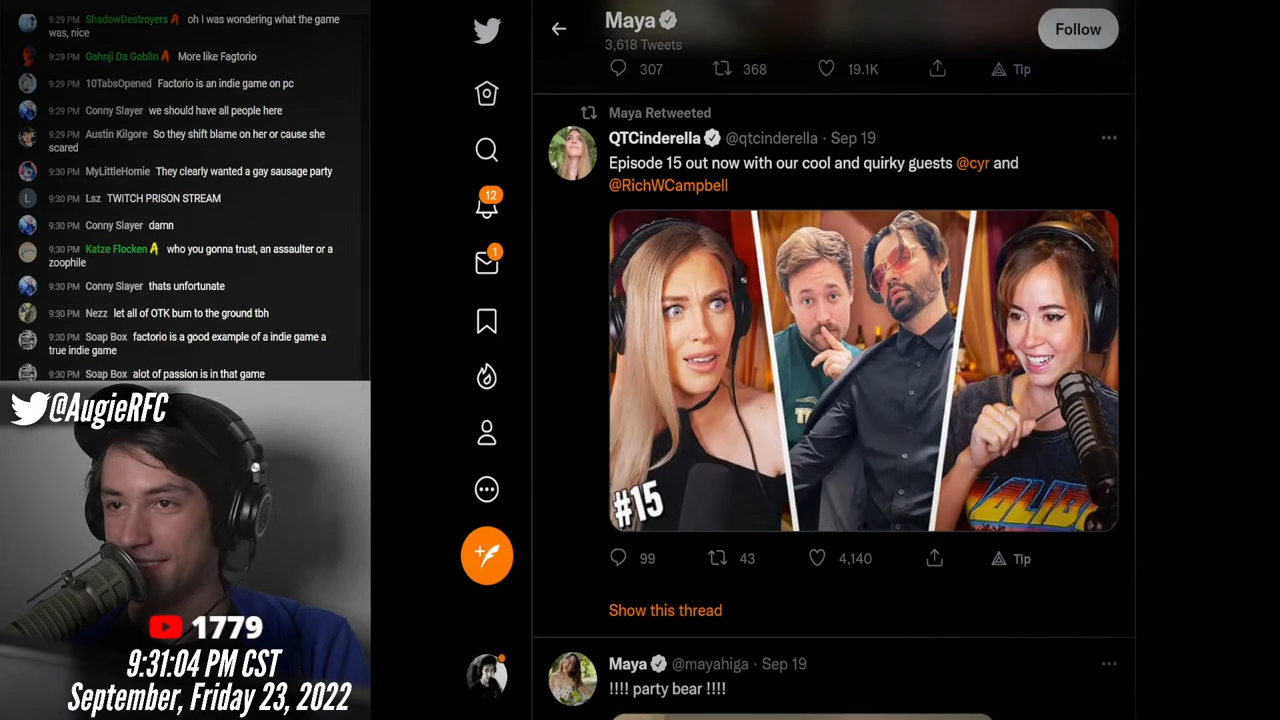 9:29 PM ShadowDestroyers oh I was wondering what the game
was, nice
9:29 PM Gahnji Da Goblin More like Fagtorio
9:29 PM 10TabsOpened Factorio is an indie game on pc
9:29 PM Conny Slayer we should have all people here
9:29 PM Austin Kilgore So they shift blame on her or cause she
scared
9:30 PM MyLittleHomie They clearly wanted a gay sausage party
L 9:30 PM Lsz TWITCH PRISON STREAM
9:30 PM Conny Slayer damn
9:30 PM Katze Flocken who you gonna trust, an assaulter or a
zoophile
9:30 PM Conny Slayer thats unfortunate
9:30 PM Nezz let all of OTK burn to the ground tbh
9:30 PM Soap Box factorio is a good example of a indie game a
true indie game
9:30 PM Soap Box alot of passion is in that game
@AugieRFC
1779
9:31:04 PM CST
September, Friday 23, 2022
12
1
Maya
3,618 Tweets
Follow
307 368 19.1K Tip
Maya Retweeted
QTCinderella @qtcinderella · Sep 19
Episode 15 out now with our cool and quirky guests @cyr and
@RichWCampbell
#15
99 43 4,140 Tip
Show this thread
Maya @mayahiga · Sep 19
!!!! party bear !!!!